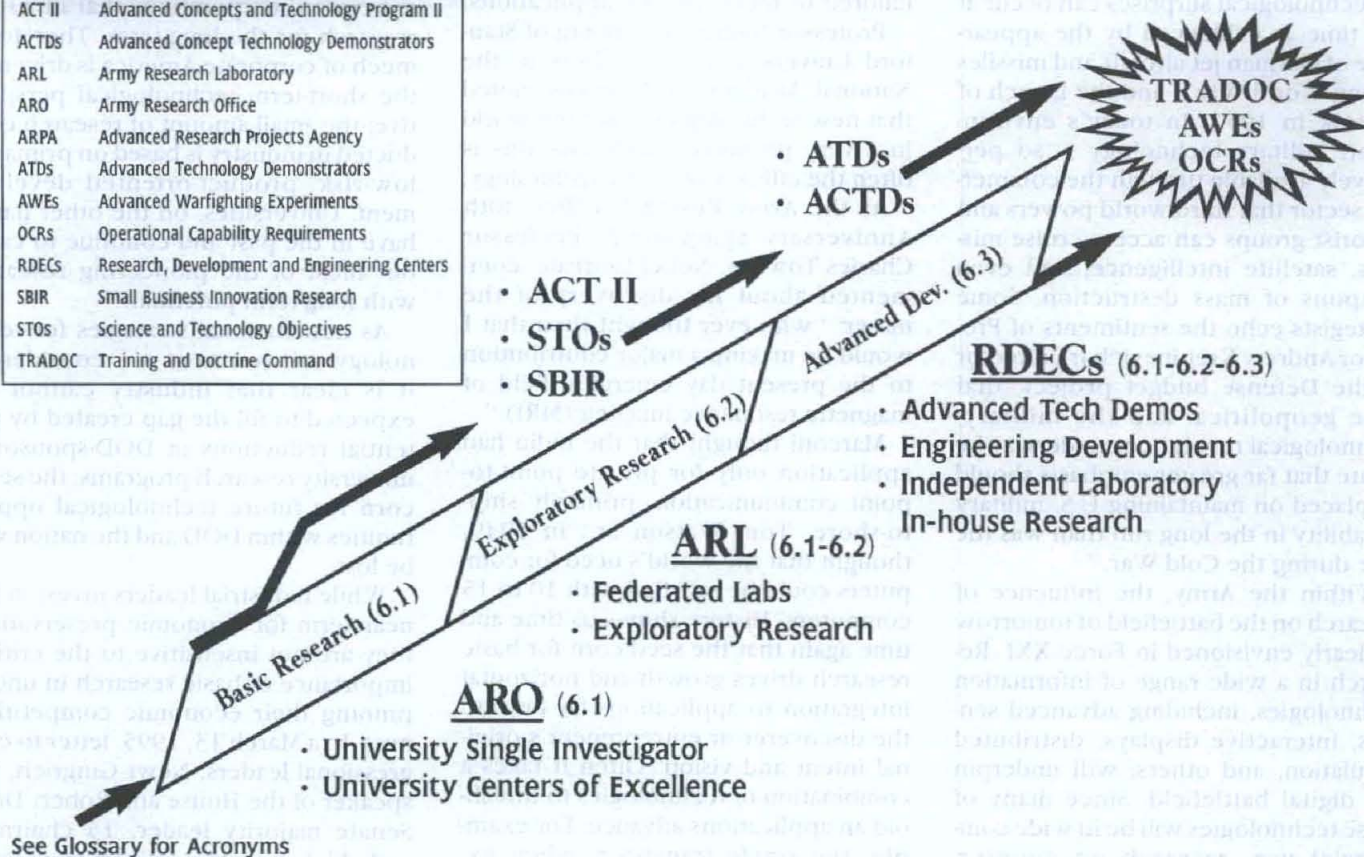 ACT II Advanced Concepts and Technology Program II
ACTDs Advanced Concept Technology Demonstrators
ARL Army Research Laboratory
ARO Army Research Office
ARPA Advanced Research Projects Agency
ATDs Advanced Technology Demonstrators
AWEs Advanced Warfighting Experiments
OCRs Operational Capability Requirements
RDECs Research, Development and Engineering Centers
SBIR Small Business Innovation Research
STOs Science and Technology Objectives
TRADOC Training and Doctrine Command
TRADOC
AWEs
OCRs
• ATDs
• ACTDs
• ACT II
• STOs
• SBIR
Advanced Dev. (6.3)
RDECs (6.1-6.2-6.3)
• Advanced Tech Demos
• Engineering Development
• Independent Laboratory
In-house Research
Exploratory Research (6.2)
ARL (6.1-6.2)
• Federated Labs
• Exploratory Research
Basic Research (6.1)
ARO (6.1)
• University Single Investigator
• University Centers of Excellence
See Glossary for Acronyms